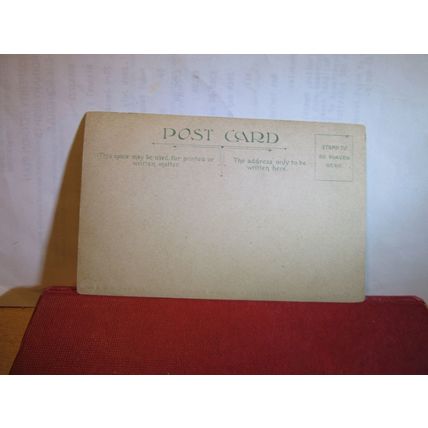 POST CARD
This space may be used for printed or
written matter.
The address only to be
written here.
STAMP TO
BE PLACED
HERE